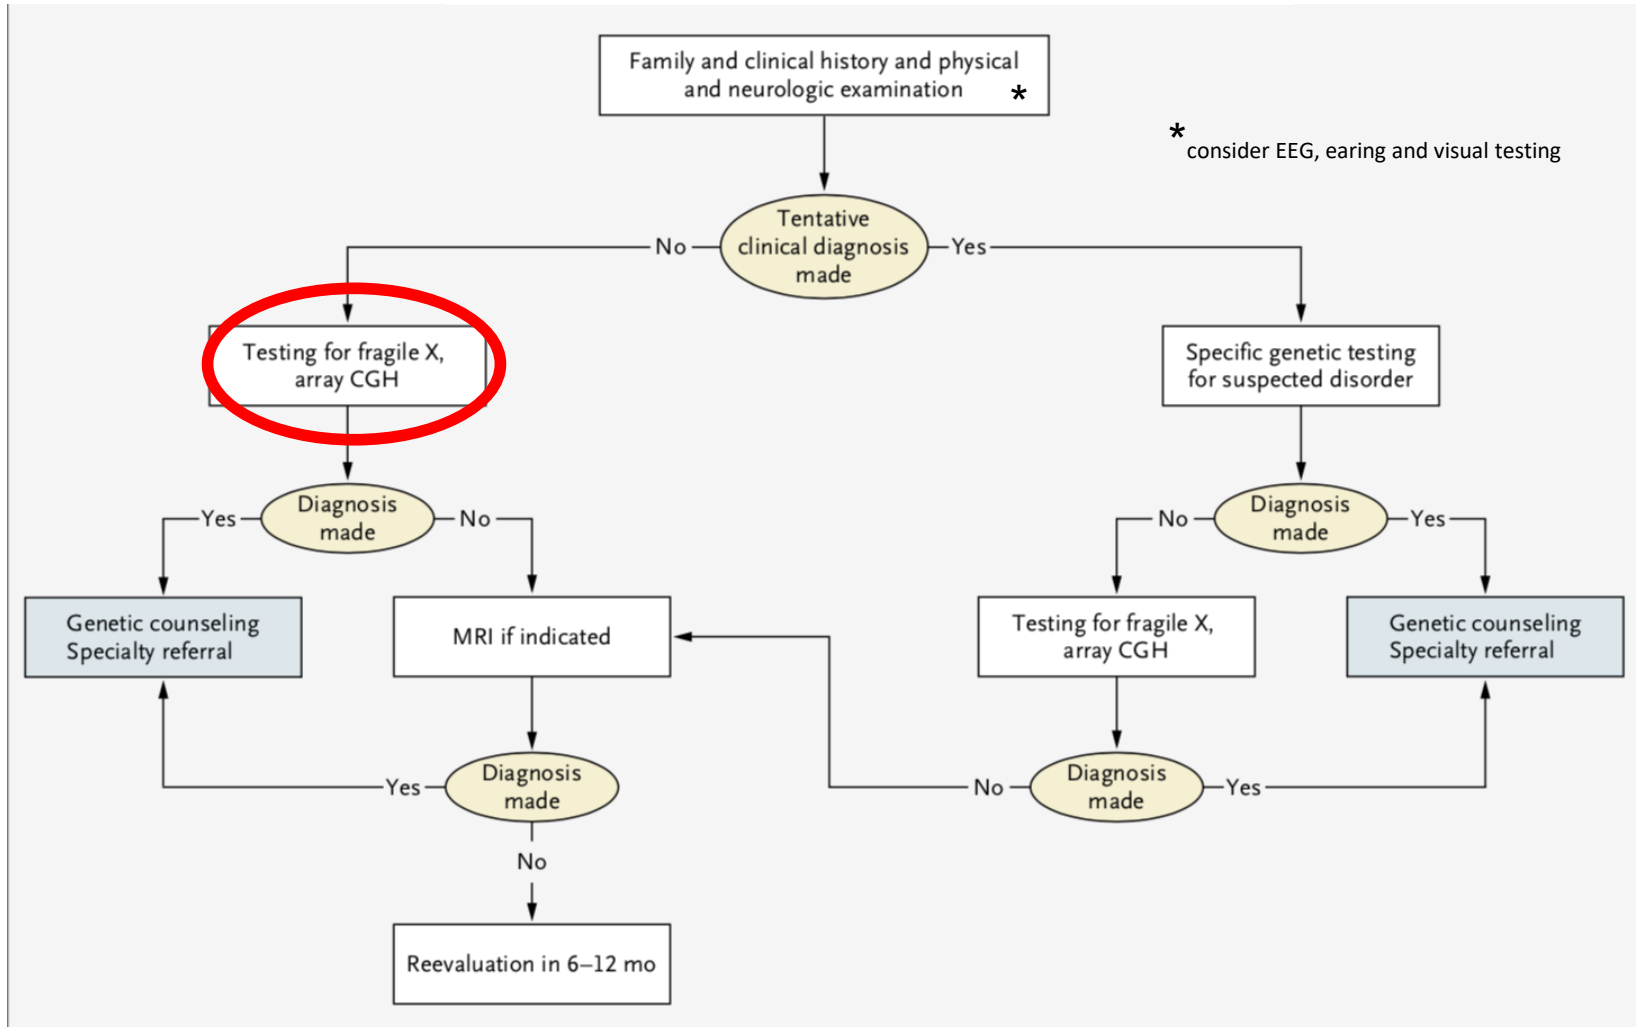 Family and clinical history and physical
and neurologic examination *
* consider EEG, earing and visual testing
Tentative
clinical diagnosis
made
No
Yes
Testing for fragile X,
array CGH
Specific genetic testing
for suspected disorder
Diagnosis
made
Yes
No
Diagnosis
made
No
Yes
Genetic counseling
Specialty referral
MRI if indicated
Testing for fragile X,
array CGH
Genetic counseling
Specialty referral
Diagnosis
made
Yes
No
Diagnosis
made
No
Yes
Reevaluation in 6–12 mo